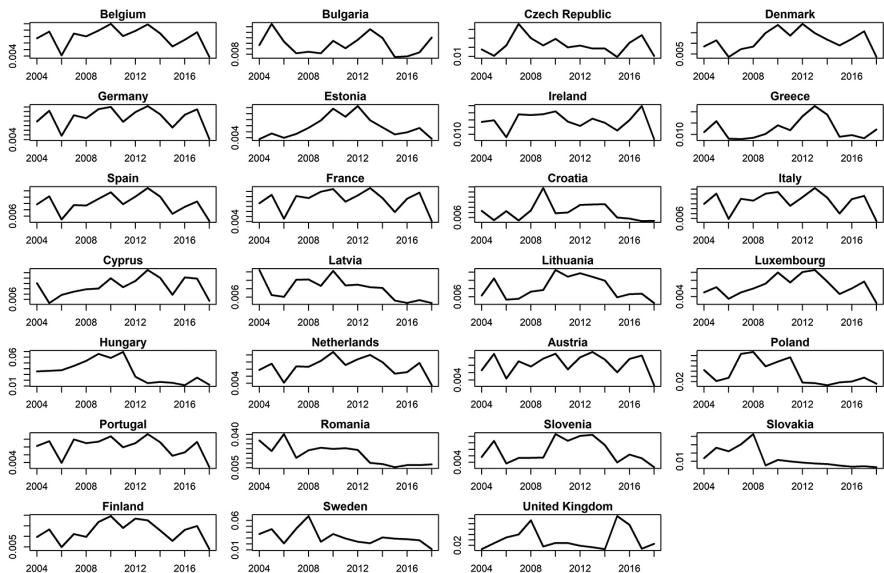 Belgium Bulgaria Czech Republic Denmark
0.004 0.008 0.01 0.005
2004 2008 2012 2016 2004 2008 2012 2016 2004 2008 2012 2016 2004 2008 2012 2016
Germany Estonia Ireland Greece
0.004 0.004 0.010 0.010
2004 2008 2012 2016 2004 2008 2012 2016 2004 2008 2012 2016 2004 2008 2012 2016
Spain France Croatia Italy
0.006 0.004 0.006 0.006
2004 2008 2012 2016 2004 2008 2012 2016 2004 2008 2012 2016 2004 2008 2012 2016
Cyprus Latvia Lithuania Luxembourg
0.006 0.006 0.006 0.004
2004 2008 2012 2016 2004 2008 2012 2016 2004 2008 2012 2016 2004 2008 2012 2016
Hungary Netherlands Austria Poland
0.01 0.06 0.004 0.004 0.02
2004 2008 2012 2016 2004 2008 2012 2016 2004 2008 2012 2016 2004 2008 2012 2016
Portugal Romania Slovenia Slovakia
0.004 0.005 0.040 0.004 0.01
2004 2008 2012 2016 2004 2008 2012 2016 2004 2008 2012 2016 2004 2008 2012 2016
Finland Sweden United Kingdom
0.005 0.01 0.06 0.02
2004 2008 2012 2016 2004 2008 2012 2016 2004 2008 2012 2016